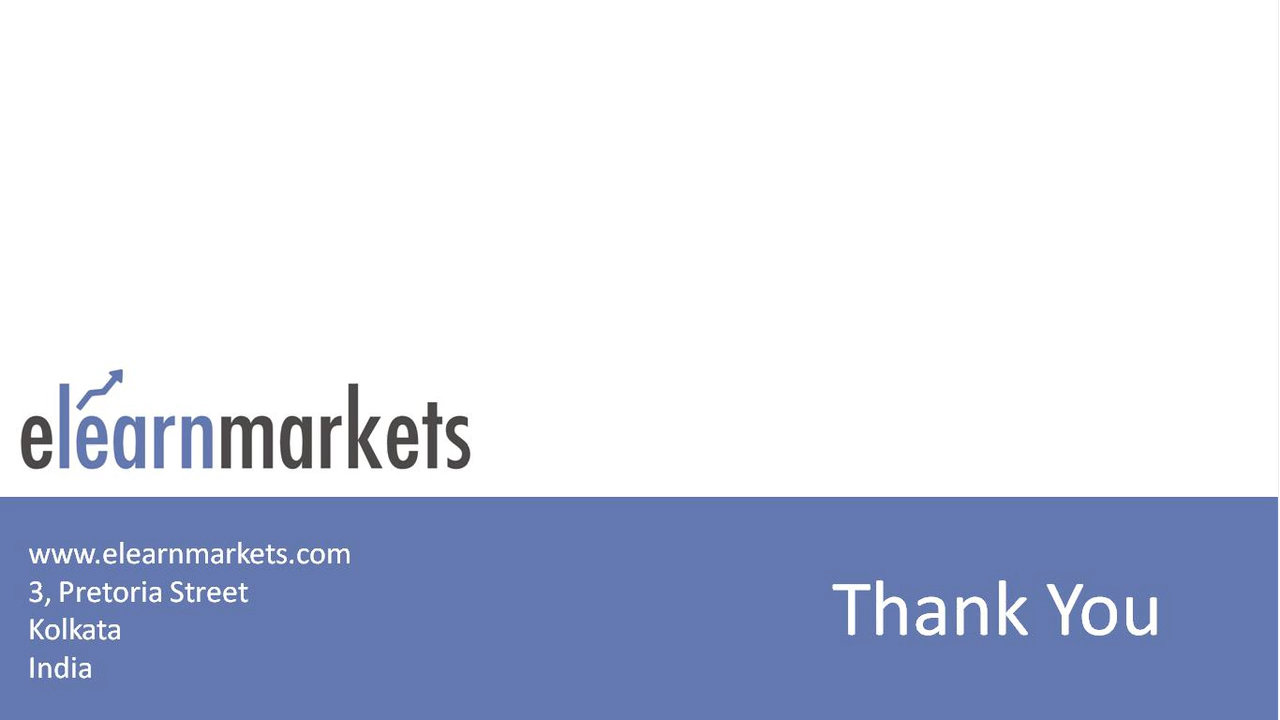 elearnmarkets
www.elearnmarkets.com
3, Pretoria Street
Kolkata
India
Thank You